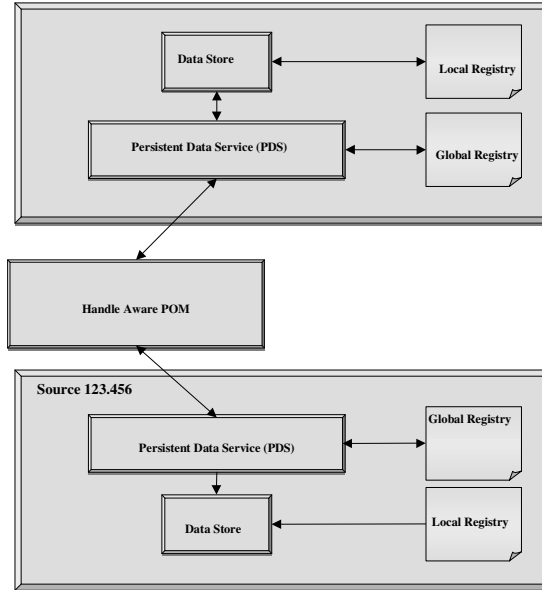 Data Store
Local Registry
Persistent Data Service (PDS)
Global Registry
Handle Aware POM
Source 123.456
Global Registry
Persistent Data Service (PDS)
Data Store
Local Registry